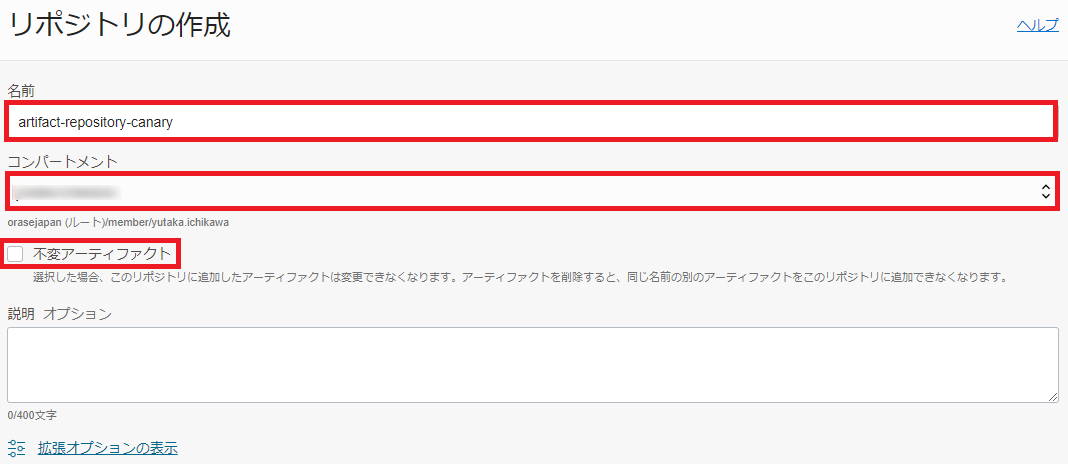 リポジトリの作成
ヘルプ
名前
artifact-repository-canary
コンパートメント
orasejapan (ルート)/member/yutaka.ichikawa
不変アーティファクト
選択した場合、このリポジトリに追加したアーティファクトは変更できなくなります。アーティファクトを削除すると、同じ名前の別のアーティファクトをこのリポジトリに追加できなくなります。
説明 オプション
0/400文字
拡張オプションの表示